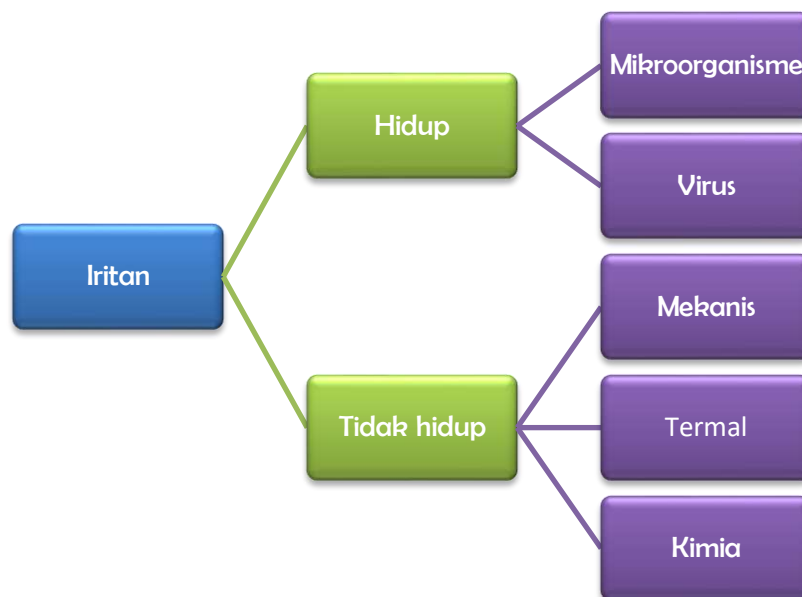 Iritan
Hidup
Mikroorganisme
Virus
Tidak hidup
Mekanis
Termal
Kimia